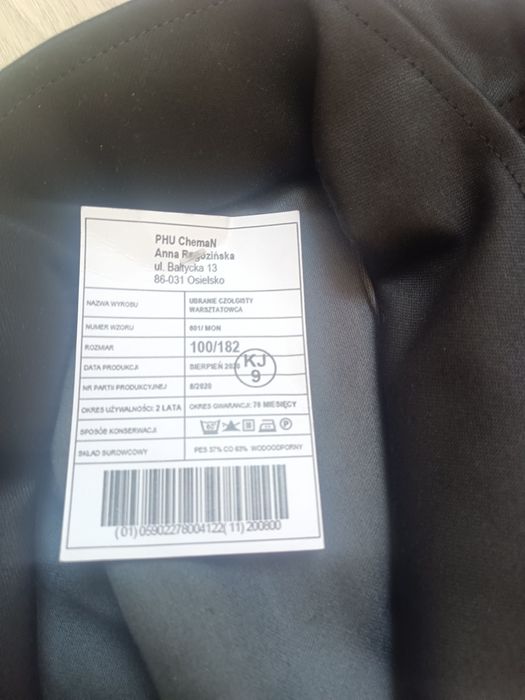 PHU ChemaN
Anna Rogozińska
ul. Bałtycka 13
86-031 Osielsko
NAZWA WYROBU UBRANIE CZOŁGISTY
WARSZTATOWCA
NUMER WZORU 601/ MON
ROZMIAR 100/182
DATA PRODUKCJI SIERPIEŃ 2020
KJ
9
NR PARTII PRODUKCYJNEJ 8/2020
OKRES UŻYWALNOŚCI: 2 LATA OKRES GWARANCJI: 78 MIESIĘCY
SPOSÓB KONSERWACJI
SKŁAD SUROWCOWY PES 37% CO 63% WODOODPORNY
(01)05902278004122(11)200800